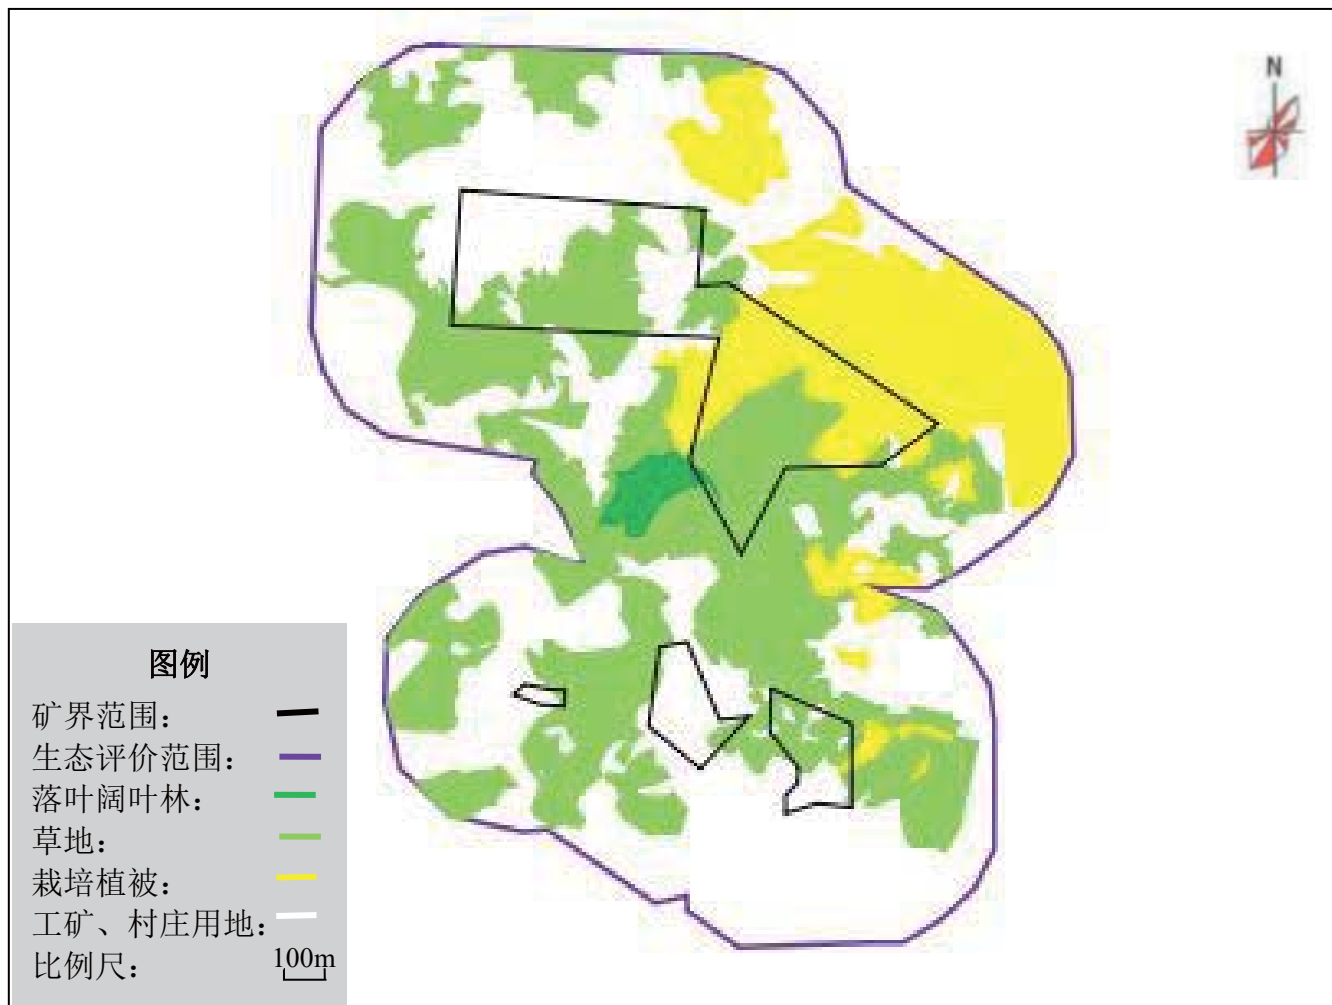 N
图例
矿界范围：
生态评价范围：
落叶阔叶林：
草地：
栽培植被：
工矿、村庄用地：
比例尺： 100m